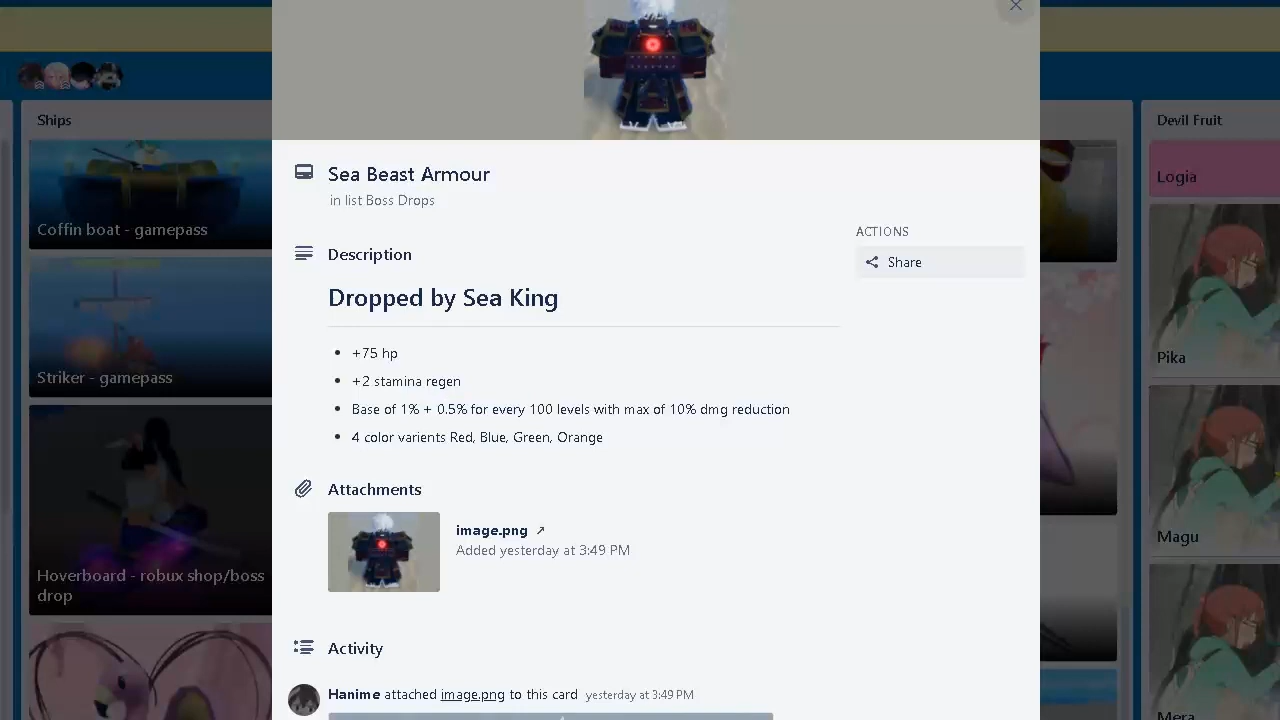 Ships
Coffin boat - gamepass
Striker - gamepass
Hoverboard - robux shop/boss
drop
Sea Beast Armour
in list Boss Drops
Description
Dropped by Sea King
+75 hp
+2 stamina regen
Base of 1% + 0.5% for every 100 levels with max of 10% dmg reduction
4 color varients Red, Blue, Green, Orange
Attachments
image.png ↗
Added yesterday at 3:49 PM
Activity
Hanime attached image.png to this card yesterday at 3:49 PM
ACTIONS
Share
Devil Fruit
Logia
Pika
Magu
Mera